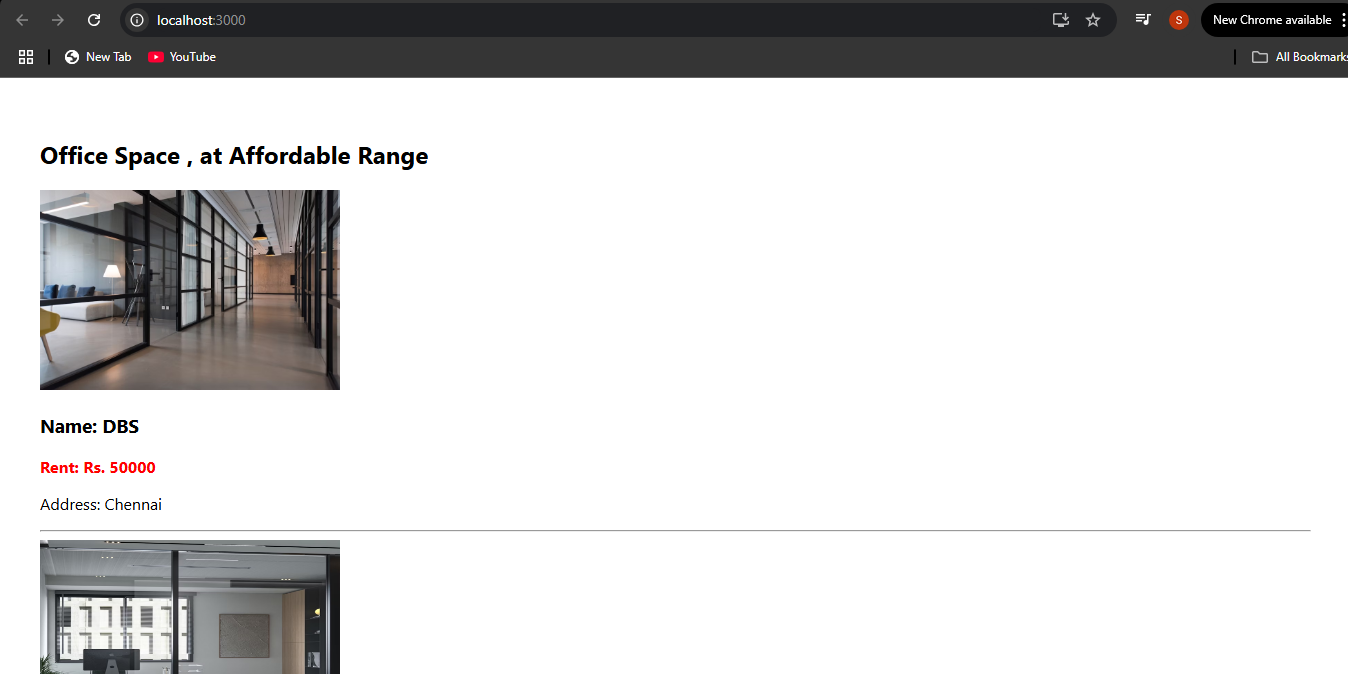 localhost:3000
S
New Chrome available
New Tab
YouTube
All Bookmarks
Office Space , at Affordable Range
Name: DBS
Rent: Rs. 50000
Address: Chennai